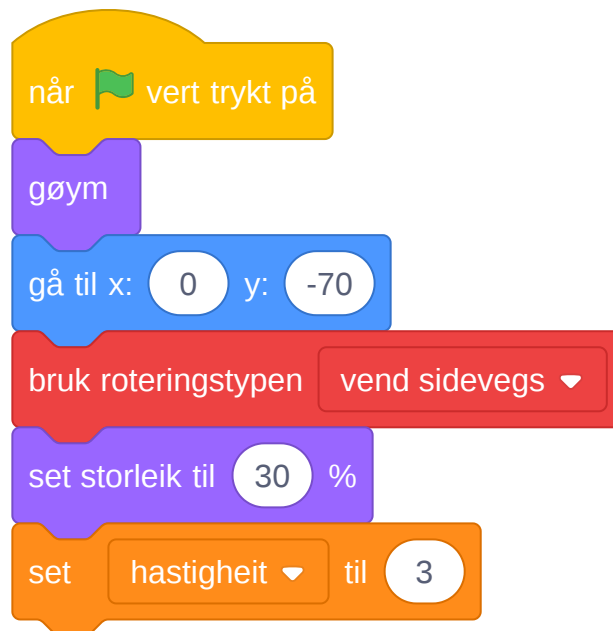 når vert trykt på
gøym
gå til x: 0 y: -70
bruk roteringstypen vend sidevegs
set storleik til 30 %
set hastigheit til 3